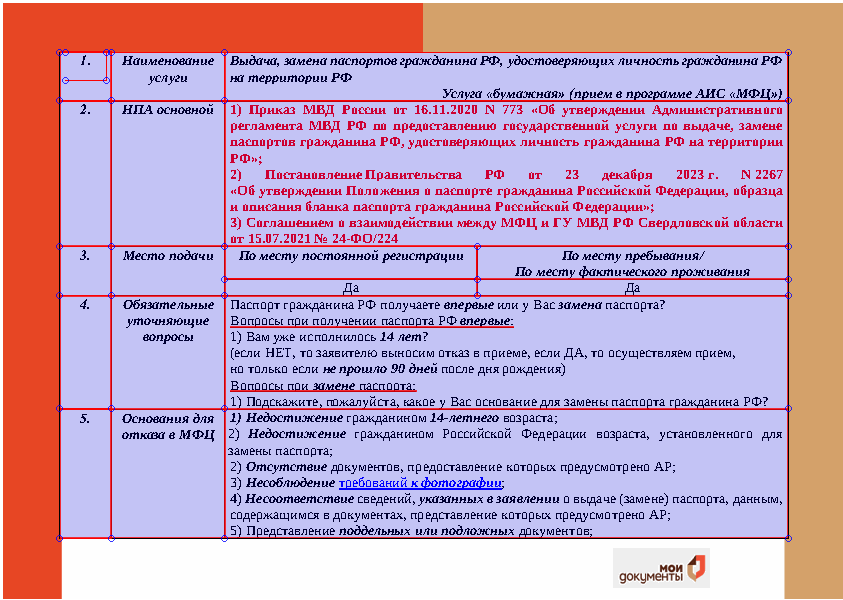 1. Наименование услуги
Выдача, замена паспортов гражданина РФ, удостоверяющих личность гражданина РФ
на территории РФ
Услуга «бумажная» (прием в программе АИС «МФЦ»)
2. НПА основной
1) Приказ МВД России от 16.11.2020 N 773 «Об утверждении Административного
регламента МВД РФ по предоставлению государственной услуги по выдаче, замене
паспортов гражданина РФ, удостоверяющих личность гражданина РФ на территории
РФ»;
2) Постановление Правительства РФ от 23 декабря 2023 г. N 2267
«Об утверждении Положения о паспорте гражданина Российской Федерации, образца
и описания бланка паспорта гражданина Российской Федерации»;
3) Соглашением о взаимодействии между МФЦ и ГУ МВД РФ Свердловской области
от 15.07.2021 № 24-ФО/224
3. Место подачи
По месту постоянной регистрации
По месту пребывания/
По месту фактического проживания
Да
Да
4. Обязательные
уточняющие
вопросы
Паспорт гражданина РФ получаете впервые или у Вас замена паспорта?
Вопросы при получении паспорта РФ впервые:
1) Вам уже исполнилось 14 лет?
(если НЕТ, то заявителю выносим отказ в приеме, если ДА, то осуществляем прием,
но только если не прошло 90 дней после дня рождения)
Вопросы при замене паспорта:
1) Подскажите, пожалуйста, какое у Вас основание для замены паспорта гражданина РФ?
5. Основания для
отказа в МФЦ
1) Недостижение гражданином 14-летнего возраста;
2) Недостижение гражданином Российской Федерации возраста, установленного для
замены паспорта;
2) Отсутствие документов, предоставление которых предусмотрено АР;
3) Несоблюдение требований к фотографии;
4) Несоответствие сведений, указанных в заявлении о выдаче (замене) паспорта, данным,
содержащимся в документах, представление которых предусмотрено АР;
5) Представление поддельных или подложных документов;
мои
документы